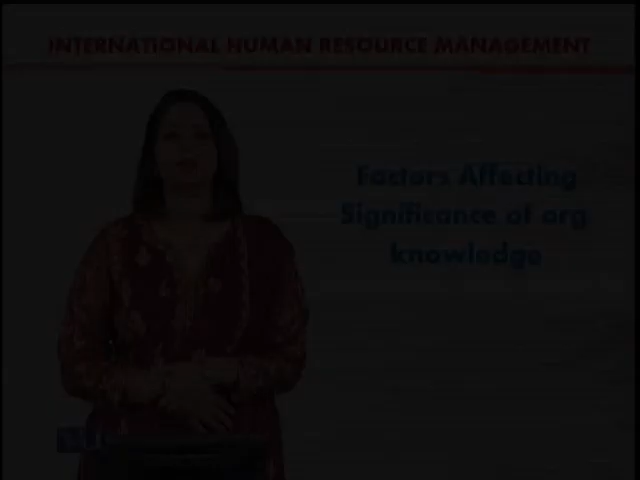 INTERNATIONAL HUMAN RESOURCE MANAGEMENT
Factors Affecting
Significance of org
knowledge